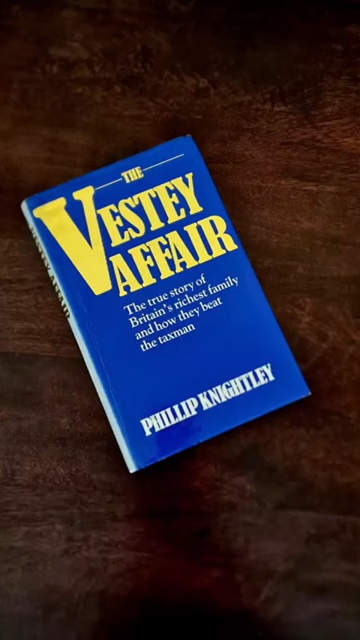 THE
VESTEY
AFFAIR
The true story of
Britain's richest family
and how they beat
the taxman
PHILLIP KNIGHTLEY